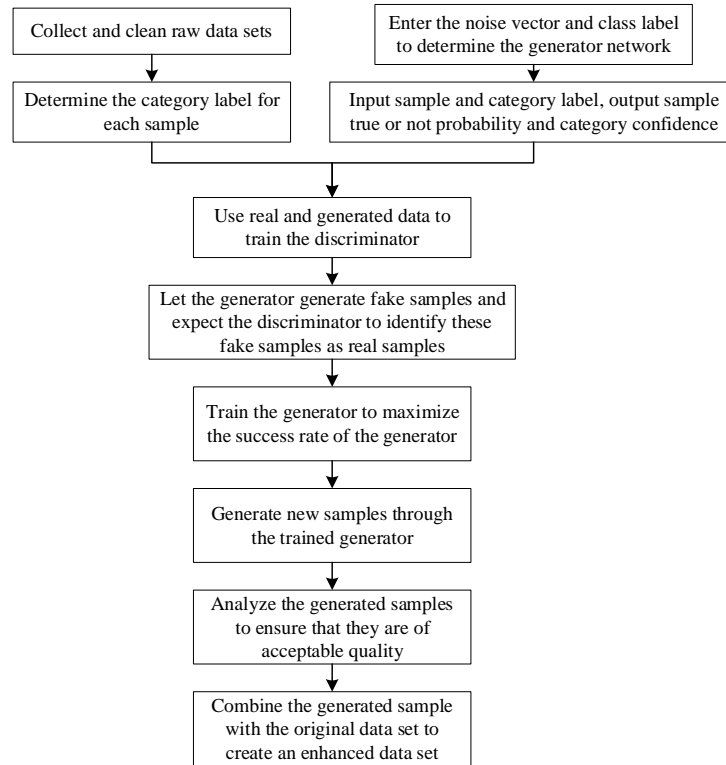 Collect and clean raw data sets
Enter the noise vector and class label
to determine the generator network
Determine the category label for
each sample
Input sample and category label, output sample
true or not probability and category confidence
Use real and generated data to
train the discriminator
Let the generator generate fake samples and
expect the discriminator to identify these
fake samples as real samples
Train the generator to maximize
the success rate of the generator
Generate new samples through
the trained generator
Analyze the generated samples
to ensure that they are of
acceptable quality
Combine the generated sample
with the original data set to
create an enhanced data set